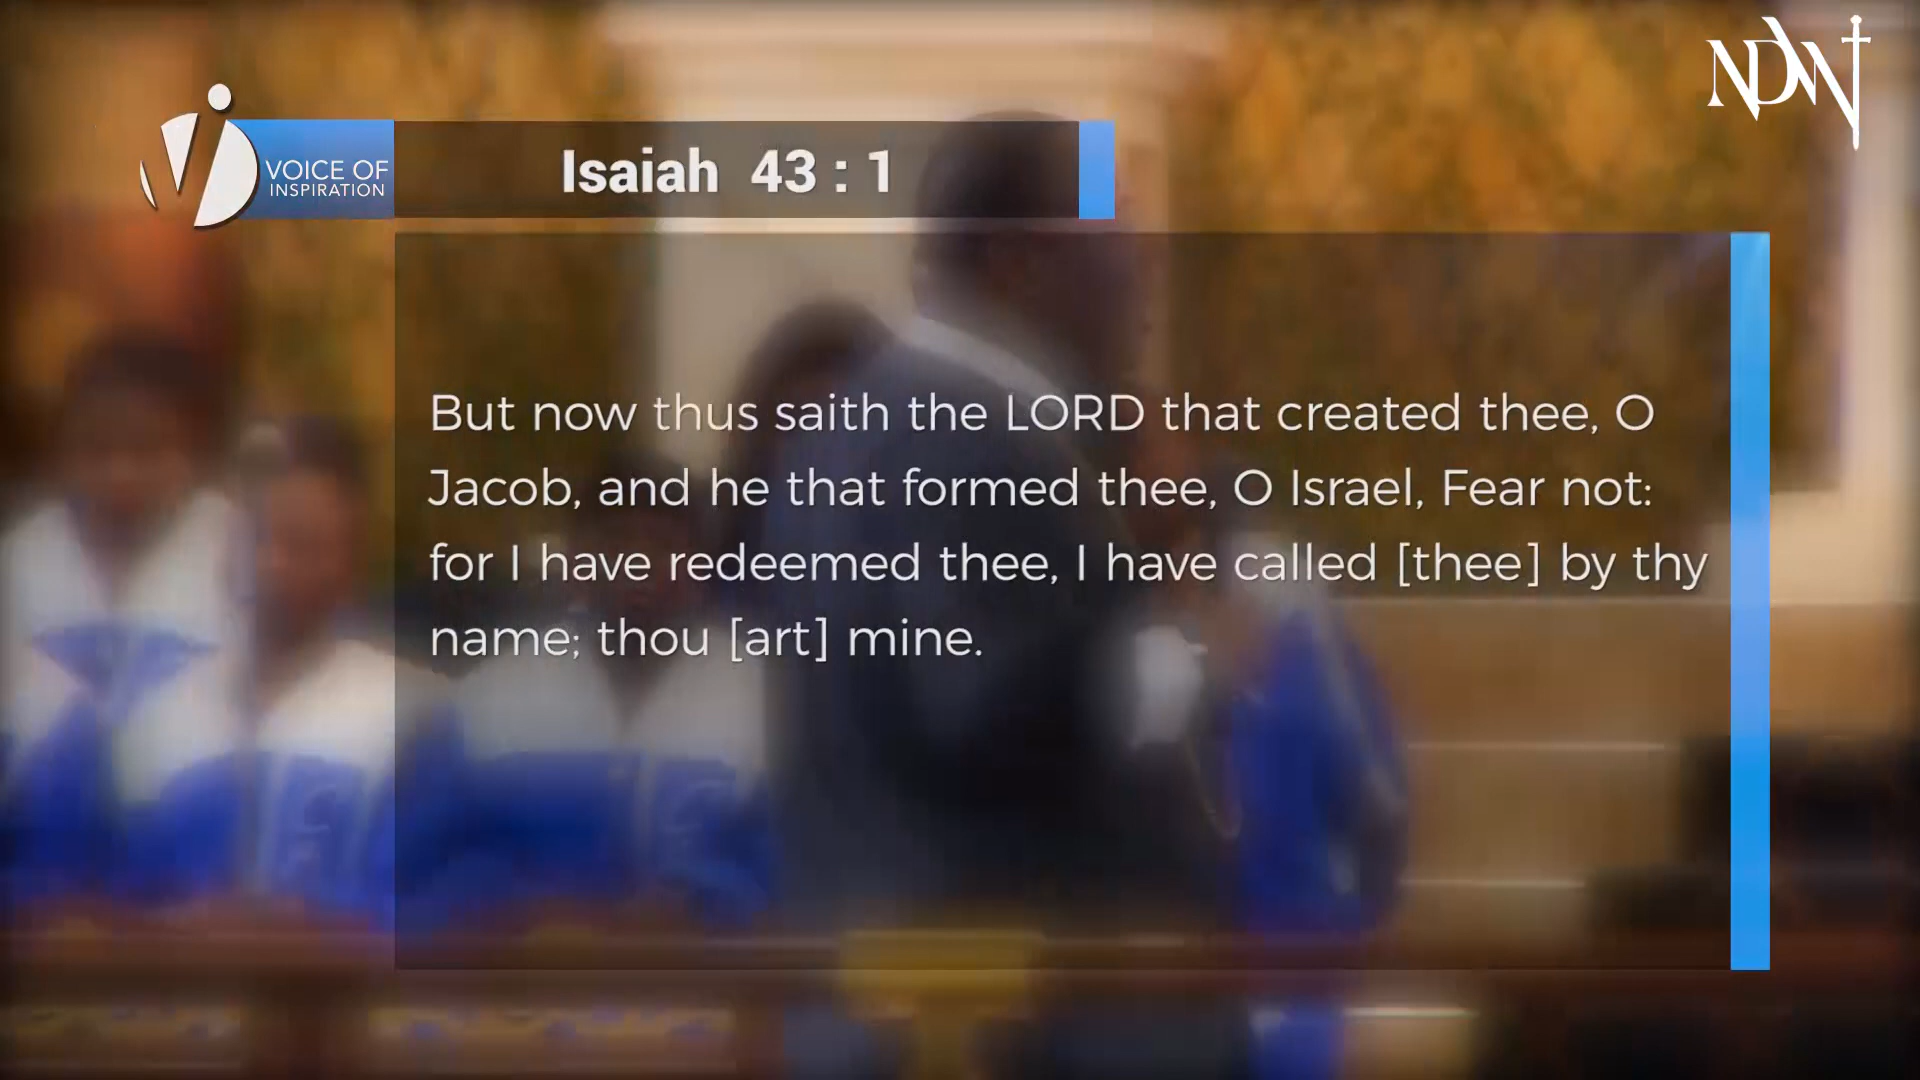 NDW
VOICE OF
INSPIRATION
Isaiah 43 : 1
But now thus saith the LORD that created thee, O
Jacob, and he that formed thee, O Israel, Fear not:
for I have redeemed thee, I have called [thee] by thy
name; thou [art] mine.